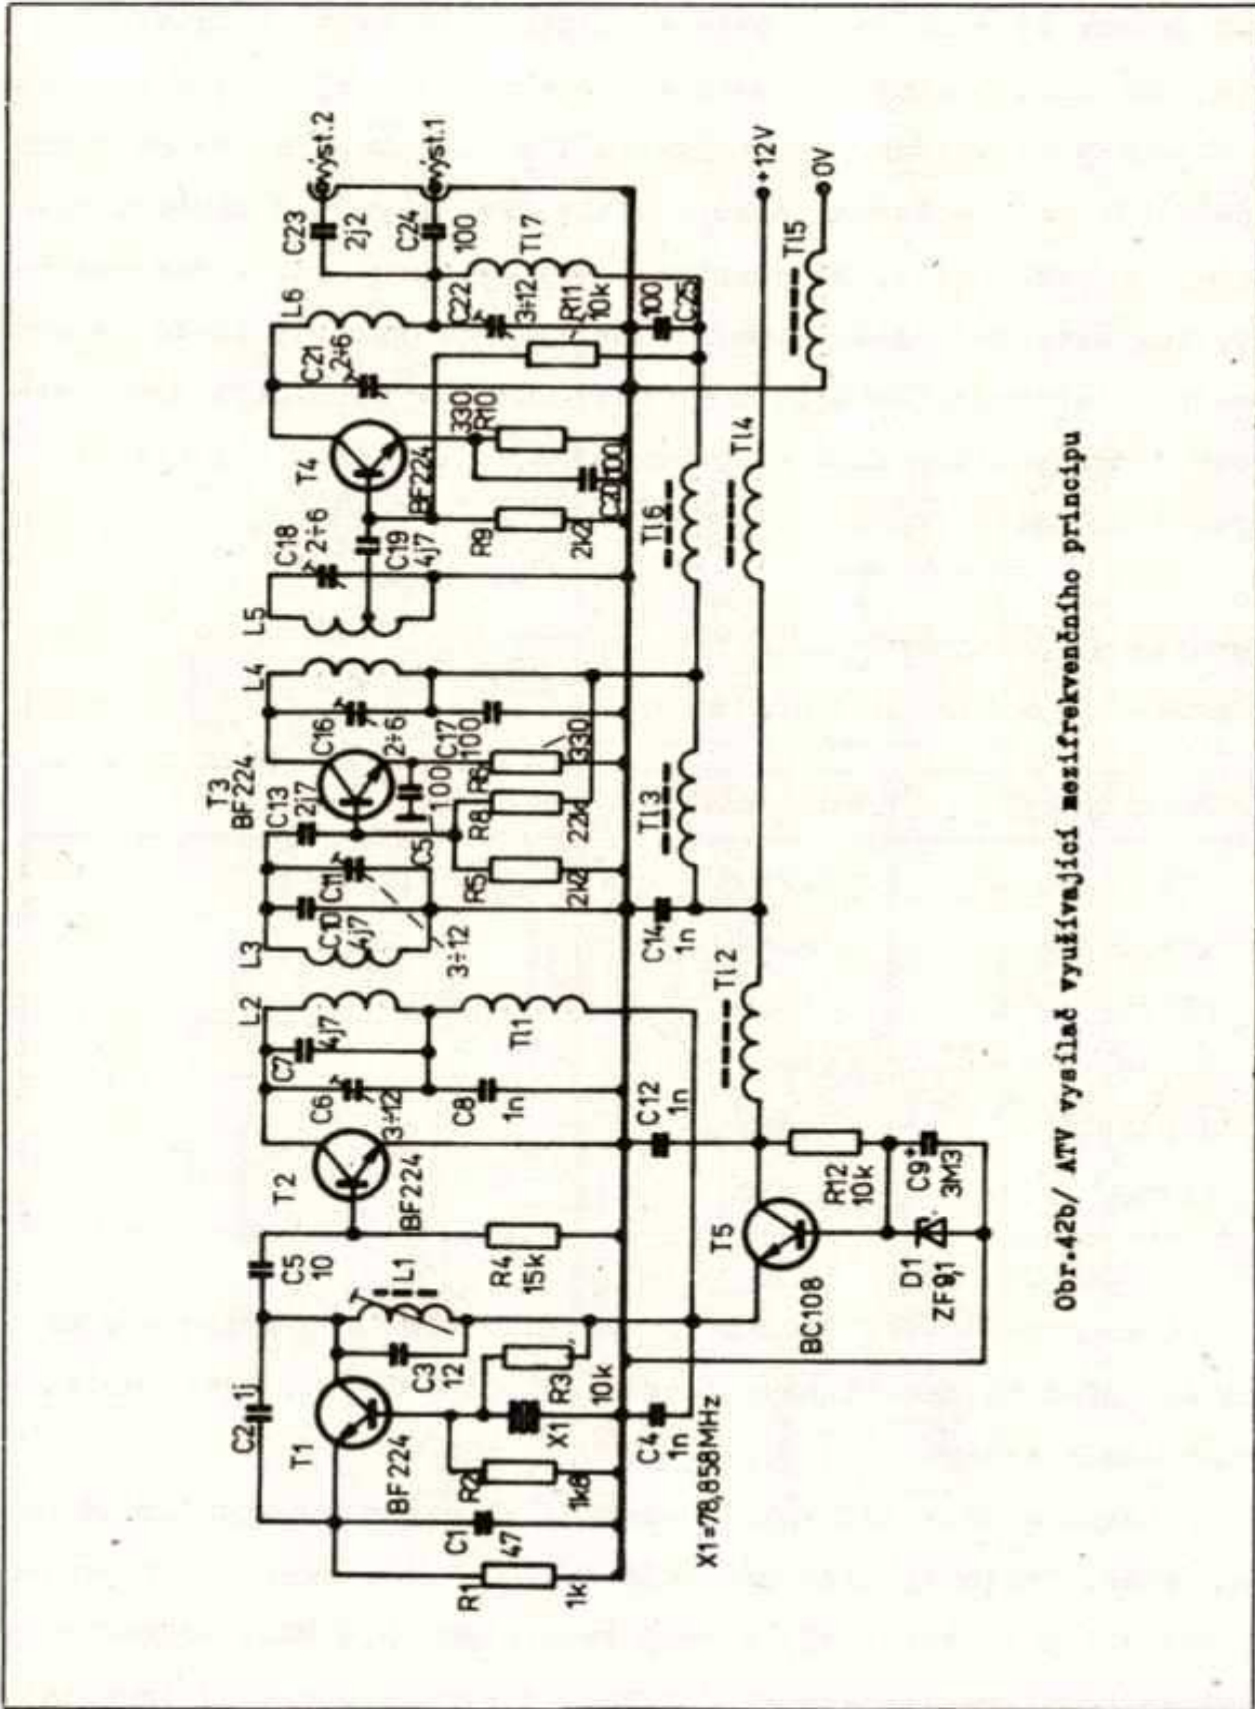 C2
1j
T1
BF224
R1
1k
C1
47
R2
1k8
X1
R3
10k
C3
12
L1
C5
10
T2
BF224
R4
15k
C4
1n
X1=78,858MHz
C6
3÷12
C7
4j7
L2
C8
1n
Tl1
C12
1n
T5
BC108
R12
10k
D1
ZF9,1
C9+
3M3
Tl2
L3
C10
4j7
C11
3÷12
C13
2j7
T3
BF224
C5
100
R5
2k2
R8
22k
R6
330
C14
1n
Tl3
C16
2÷6
C17
100
L4
L5
C18
2÷6
C19
4j7
T4
BF224
R9
2k2
C20
100
330
R10
Tl6
Tl4
C21
2÷6
L6
C22
3÷12
R11
10k
Tl7
C23
2j2
výst.2
C24
100
výst.1
100
C25
+12V
Tl5
0V
Obr.42b/ ATV vysílač využívající mezifrekvenčního principu